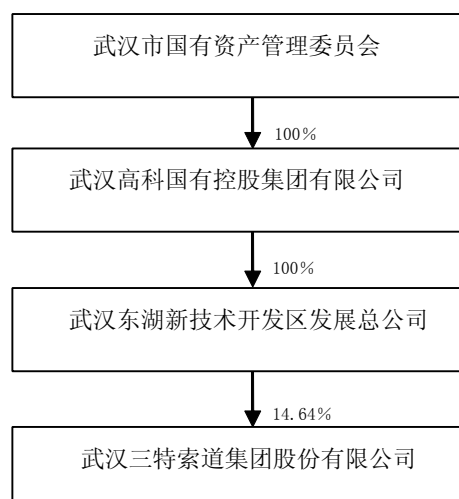 武汉市国有资产管理委员会
100%
武汉高科国有控股集团有限公司
100%
武汉东湖新技术开发区发展总公司
14.64%
武汉三特索道集团股份有限公司